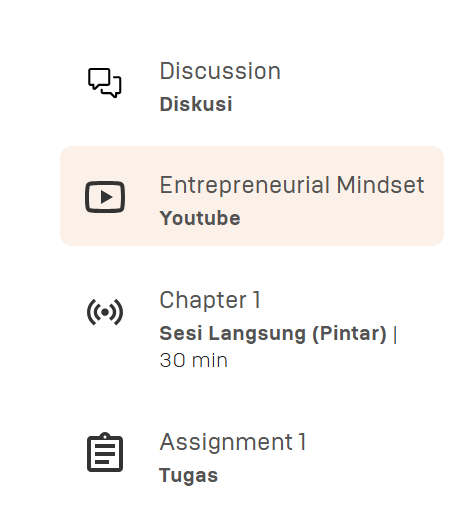 Discussion
Diskusi
Entrepreneurial Mindset
Youtube
Chapter 1
Sesi Langsung (Pintar) |
30 min
Assignment 1
Tugas